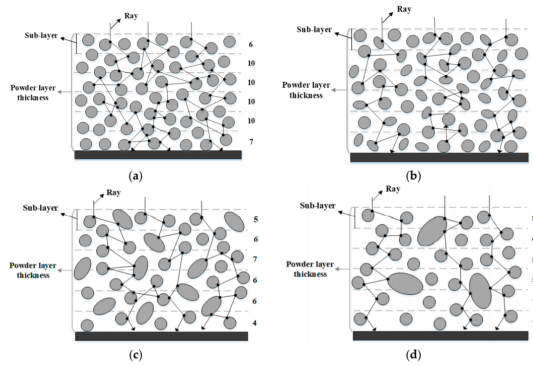 Ray
Sub-layer
6
10
10
Powder layer
thickness
10
10
7
(a)
Ray
Sub-layer
Powder layer
thickness
(b)
Ray
Sub-layer
5
6
7
Powder layer
thickness
6
6
4
(c)
Ray
Sub-layer
Powder layer
thickness
(d)